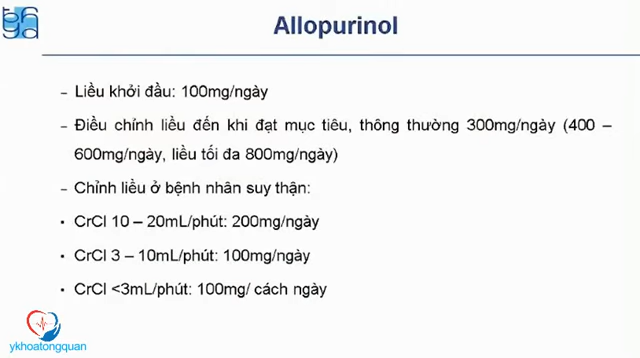 Allopurinol
– Liều khởi đầu: 100mg/ngày
– Điều chỉnh liều đến khi đạt mục tiêu, thông thường 300mg/ngày (400 –
600mg/ngày, liều tối đa 800mg/ngày)
– Chỉnh liều ở bệnh nhân suy thận:
• CrCl 10 – 20mL/phút: 200mg/ngày
• CrCl 3 – 10mL/phút: 100mg/ngày
• CrCl <3mL/phút: 100mg/ cách ngày
ykhoatongquan